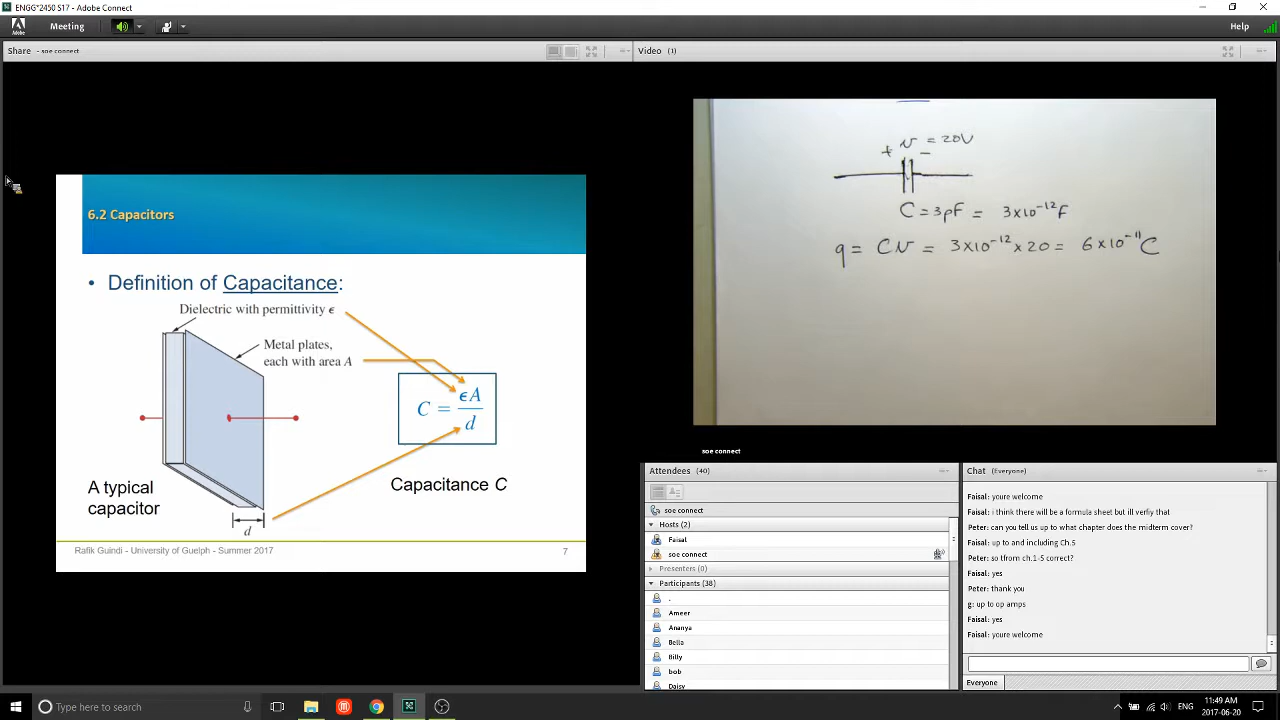 ENGG*2450 S17 - Adobe Connect
Meeting
Help
Share - soe connect
Video (1)
6.2 Capacitors
• Definition of Capacitance:
Dielectric with permittivity ϵ
Metal plates,
each with area A
C = ϵA / d
Capacitance C
A typical
capacitor
d
Rafik Guindi - University of Guelph - Summer 2017
7
+ v = 20V -
C = 3pF = 3x10⁻¹²F
q = Cv = 3x10⁻¹² x 20 = 6x10⁻¹¹ C
soe connect
Attendees (40)
soe connect
Hosts (2)
Faisal
soe connect
Presenters (0)
Participants (38)
.
Ameer
Ananya
Bella
Billy
bob
Daisy
Chat (Everyone)
Faisal: youre welcome
Faisal: i think there will be a formula sheet but ill verfiy that
Peter: can you tell us up to what chapter does the midterm cover?
Faisal: up to and including Ch.5
Peter: so tfrom ch.1-5 correct?
Faisal: yes
Peter: thank you
g: up to op amps
Faisal: yes
Faisal: youre welcome
Everyone
Type here to search
ENG
11:49 AM
2017-06-20